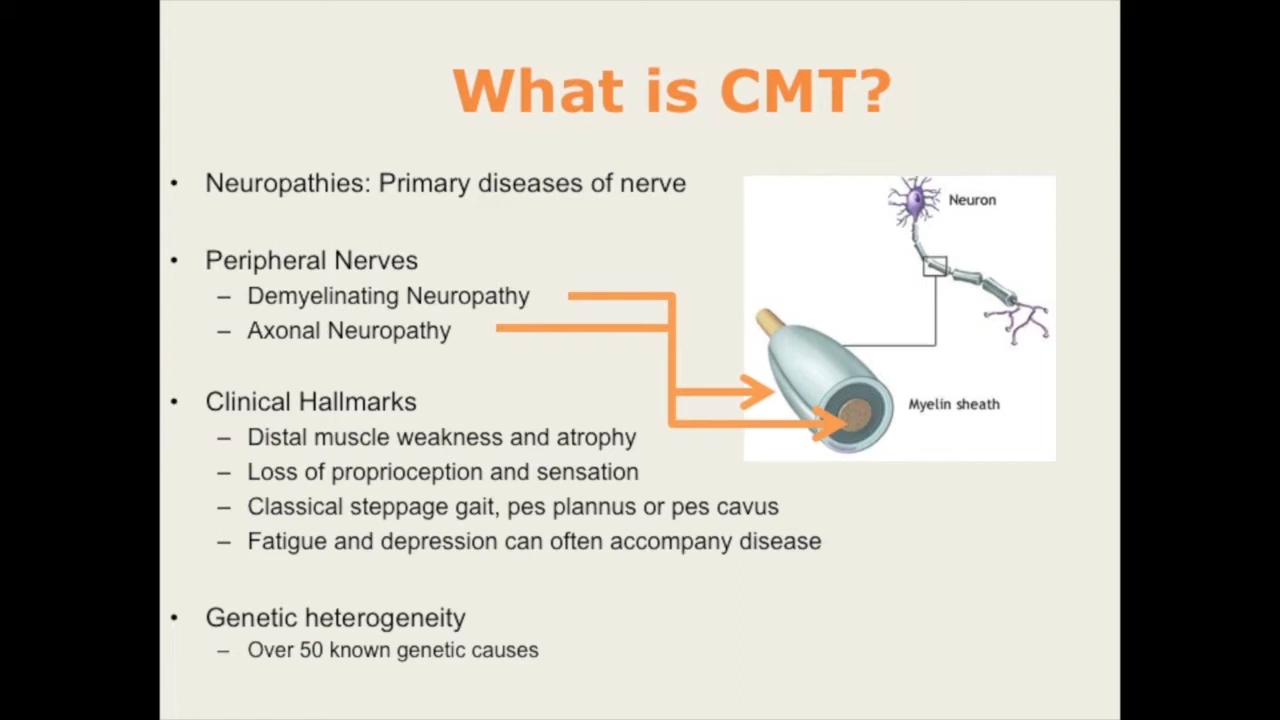 What is CMT?
• Neuropathies: Primary diseases of nerve
• Peripheral Nerves
– Demyelinating Neuropathy
– Axonal Neuropathy
• Clinical Hallmarks
– Distal muscle weakness and atrophy
– Loss of proprioception and sensation
– Classical steppage gait, pes plannus or pes cavus
– Fatigue and depression can often accompany disease
• Genetic heterogeneity
– Over 50 known genetic causes
Neuron
Myelin sheath